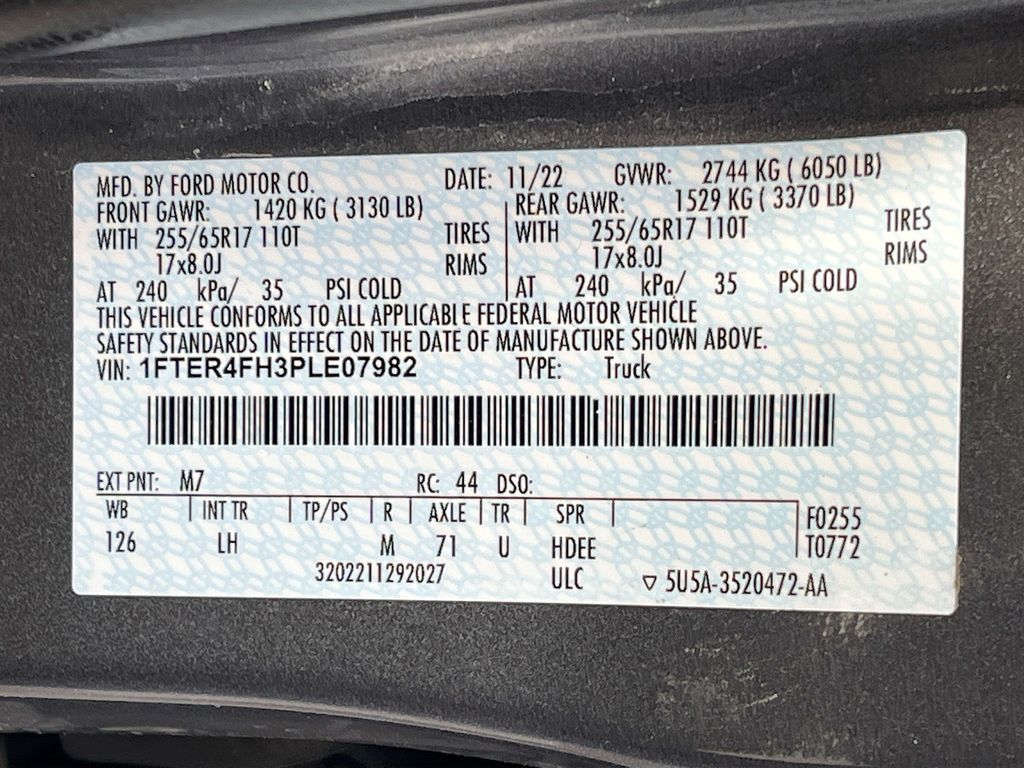 MFD. BY FORD MOTOR CO. DATE: 11/22 GVWR: 2744 KG ( 6050 LB)
FRONT GAWR: 1420 KG ( 3130 LB) REAR GAWR: 1529 KG ( 3370 LB)
WITH 255/65R17 110T TIRES WITH 255/65R17 110T TIRES
17x8.0J RIMS 17x8.0J RIMS
AT 240 kPa/ 35 PSI COLD AT 240 kPa/ 35 PSI COLD
THIS VEHICLE CONFORMS TO ALL APPLICABLE FEDERAL MOTOR VEHICLE
SAFETY STANDARDS IN EFFECT ON THE DATE OF MANUFACTURE SHOWN ABOVE.
VIN: 1FTER4FH3PLE07982 TYPE: Truck
EXT PNT: M7 RC: 44 DSO:
WB INT TR TP/PS R AXLE TR SPR F0255
126 LH M 71 U HDEE T0772
3202211292027 ULC ▽ 5U5A-3520472-AA